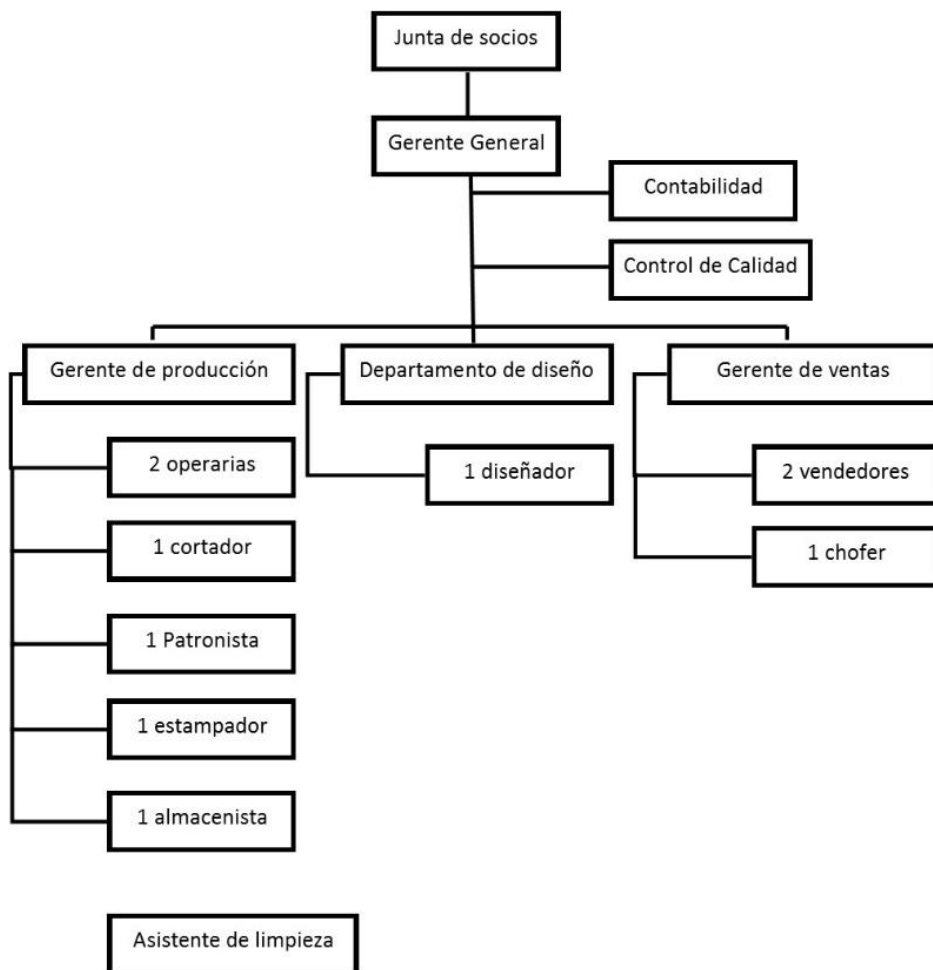 Junta de socios
Gerente General
Contabilidad
Control de Calidad
Gerente de producción
Departamento de diseño
Gerente de ventas
2 operarias
1 diseñador
2 vendedores
1 cortador
1 chofer
1 Patronista
1 estampador
1 almacenista
Asistente de limpieza